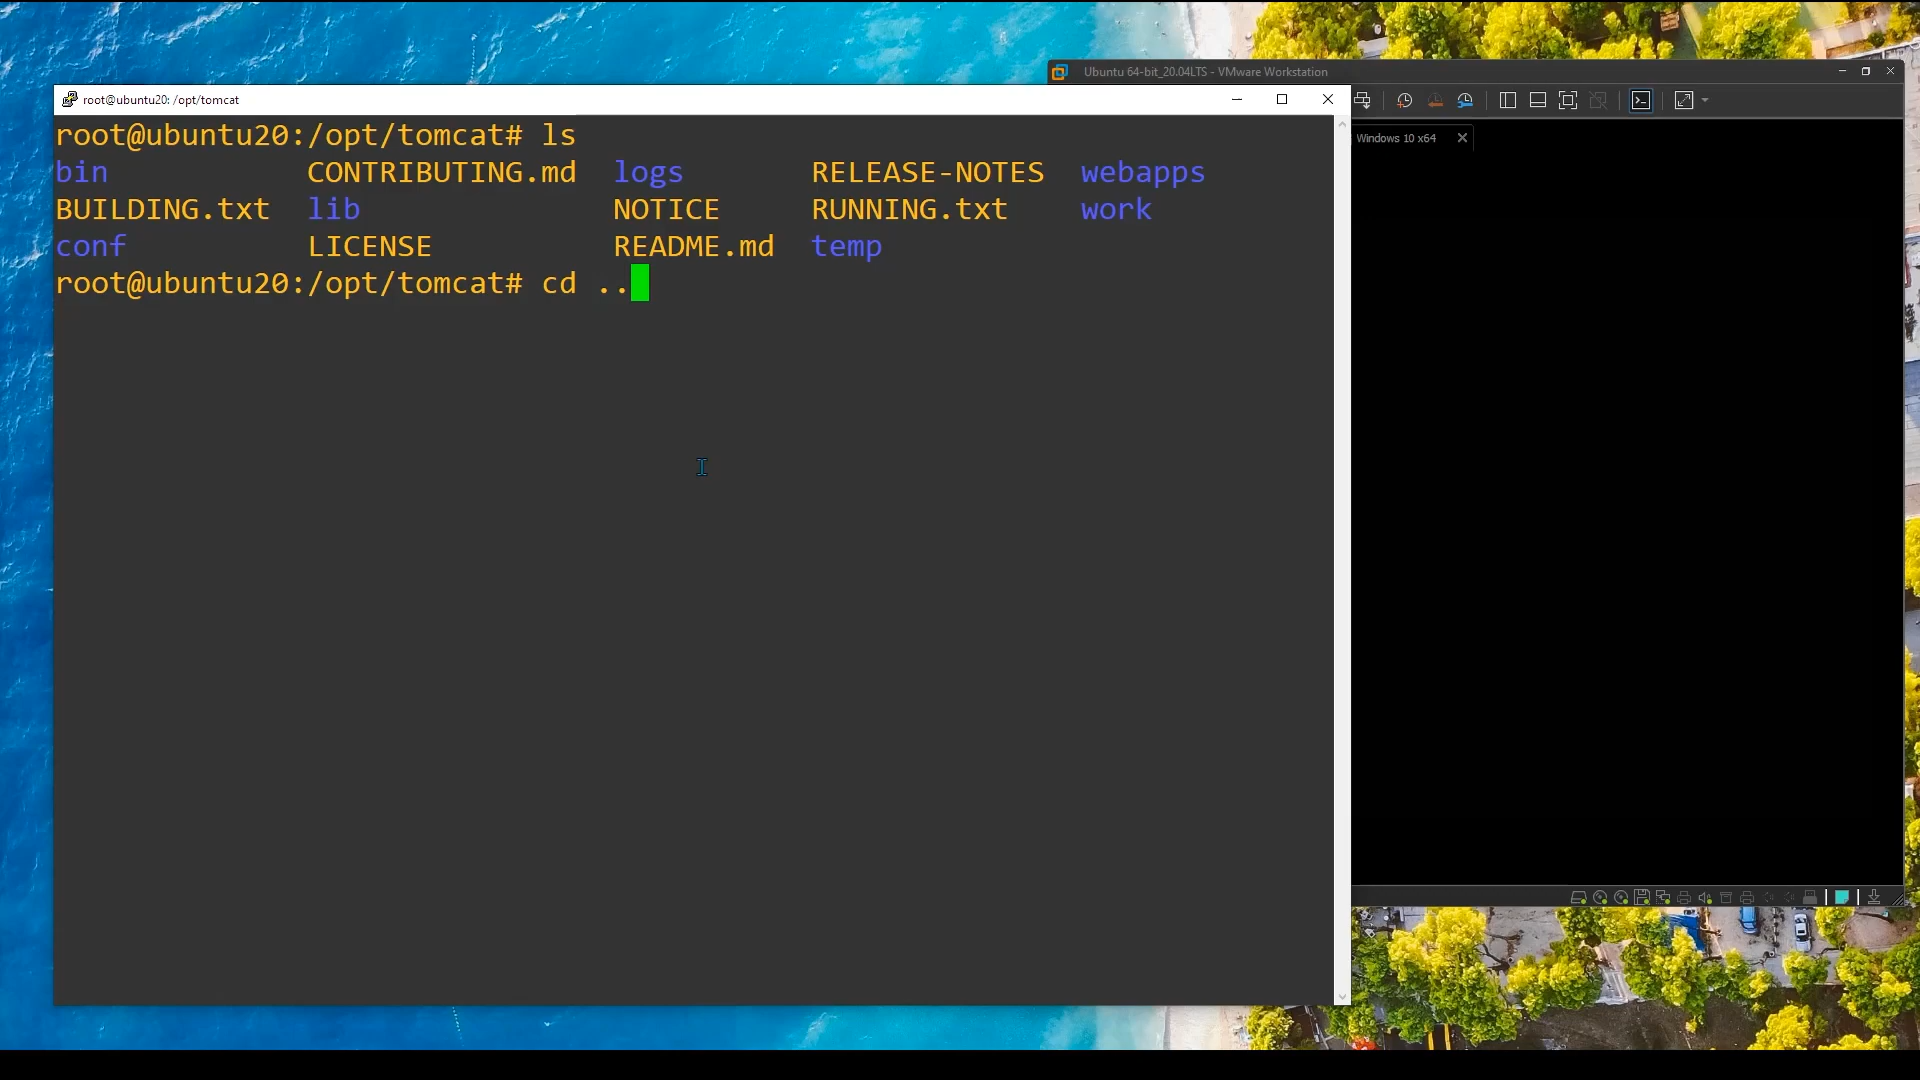 Ubuntu 64-bit_20.04LTS - VMware Workstation
root@ubuntu20: /opt/tomcat
Windows 10 x64
root@ubuntu20:/opt/tomcat# ls
bin CONTRIBUTING.md logs RELEASE-NOTES webapps
BUILDING.txt lib NOTICE RUNNING.txt work
conf LICENSE README.md temp
root@ubuntu20:/opt/tomcat# cd ..